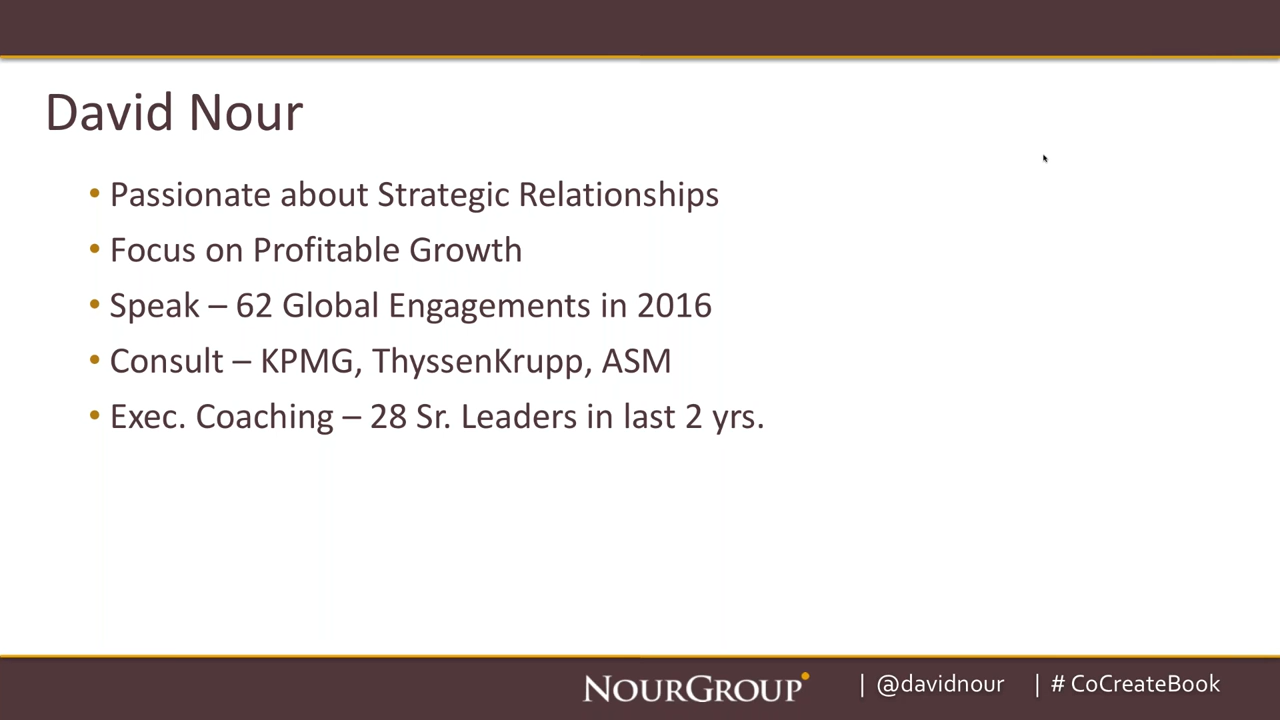 David Nour
• Passionate about Strategic Relationships
• Focus on Profitable Growth
• Speak – 62 Global Engagements in 2016
• Consult – KPMG, ThyssenKrupp, ASM
• Exec. Coaching – 28 Sr. Leaders in last 2 yrs.
NOURGROUP | @davidnour | # CoCreateBook